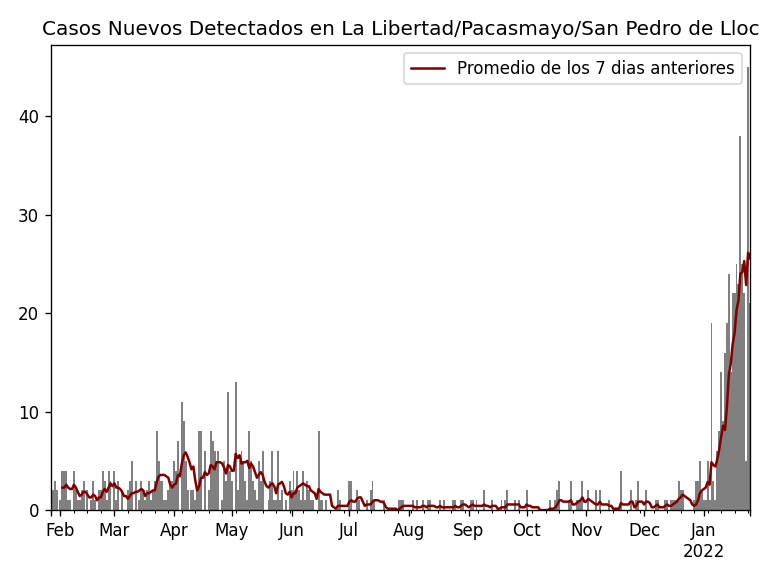 Casos Nuevos Detectados en La Libertad/Pacasmayo/San Pedro de Lloc
Promedio de los 7 dias anteriores
40
30
20
10
0
Feb Mar Apr May Jun Jul Aug Sep Oct Nov Dec Jan
2022